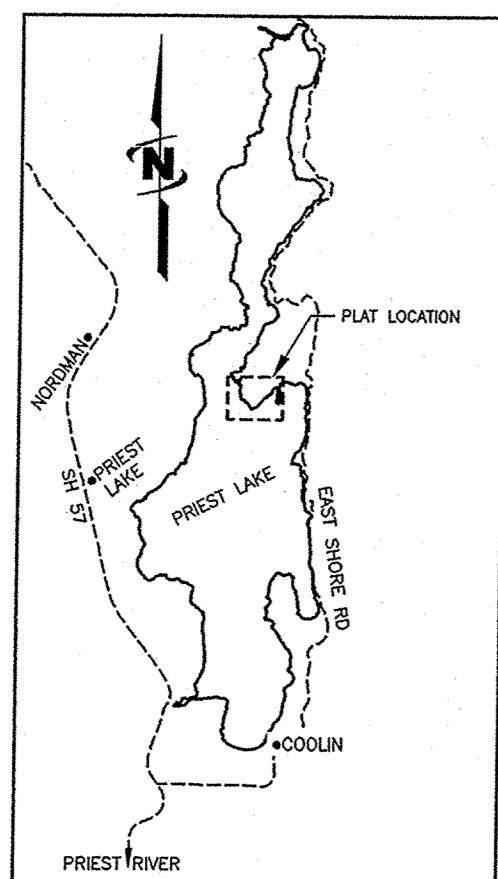 N
PLAT LOCATION
NORDMAN
PRIEST
LAKE
SH 57
PRIEST LAKE
EAST SHORE RD
COOLIN
PRIEST RIVER